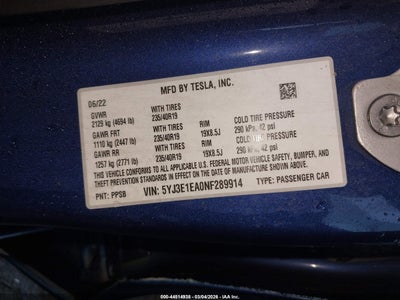 MFD BY TESLA, INC.
06/22
GVWR WITH TIRES
2129 kg (4694 lb) 235/40R19
GAWR FRT WITH TIRES RIM COLD TIRE PRESSURE
1110 kg (2447 lb) 235/40R19 19X8.5J 290 kPa, 42 psi
GAWR RR WITH TIRES RIM COLD TIRE PRESSURE
1257 kg (2771 lb) 235/40R19 19X8.5J 290 kPa, 42 psi
THIS VEHICLE CONFORMS TO ALL APPLICABLE U.S. FEDERAL MOTOR VEHICLE SAFETY, BUMPER, AND
THEFT PREVENTION STANDARDS IN EFFECT ON THE DATE OF MANUFACTURE SHOWN ABOVE.
VIN: 5YJ3E1EA0NF289914
PNT: PPSB TYPE: PASSENGER CAR
000-44514938 - 03/04/2026 - IAA Inc.